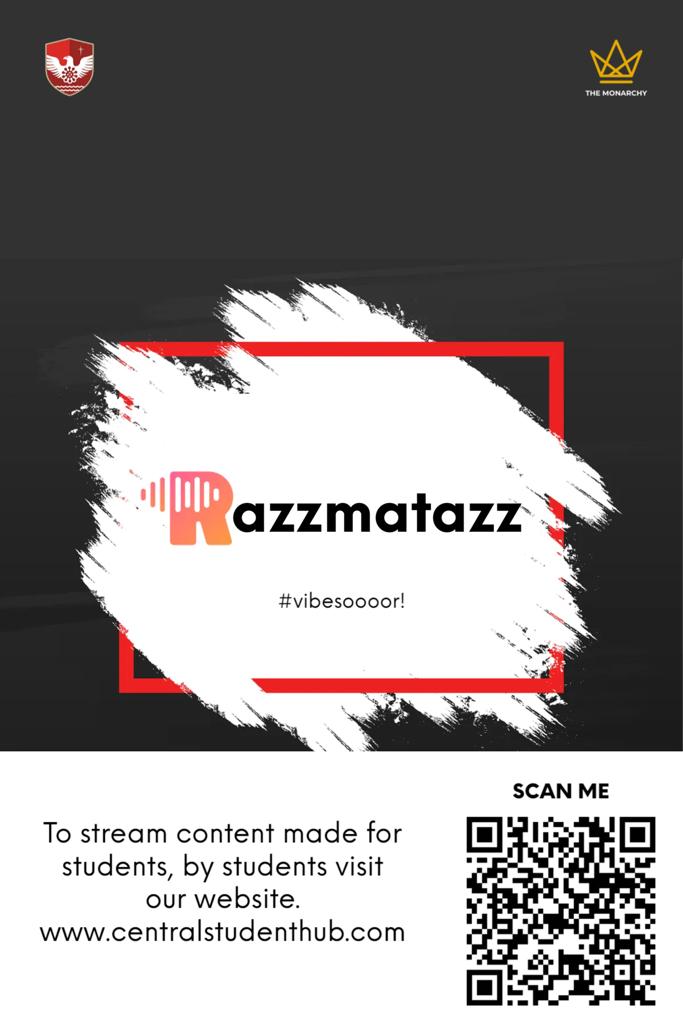 THE MONARCHY
Razzmatazz
#vibesoooor!
SCAN ME
To stream content made for
students, by students visit
our website.
www.centralstudenthub.com